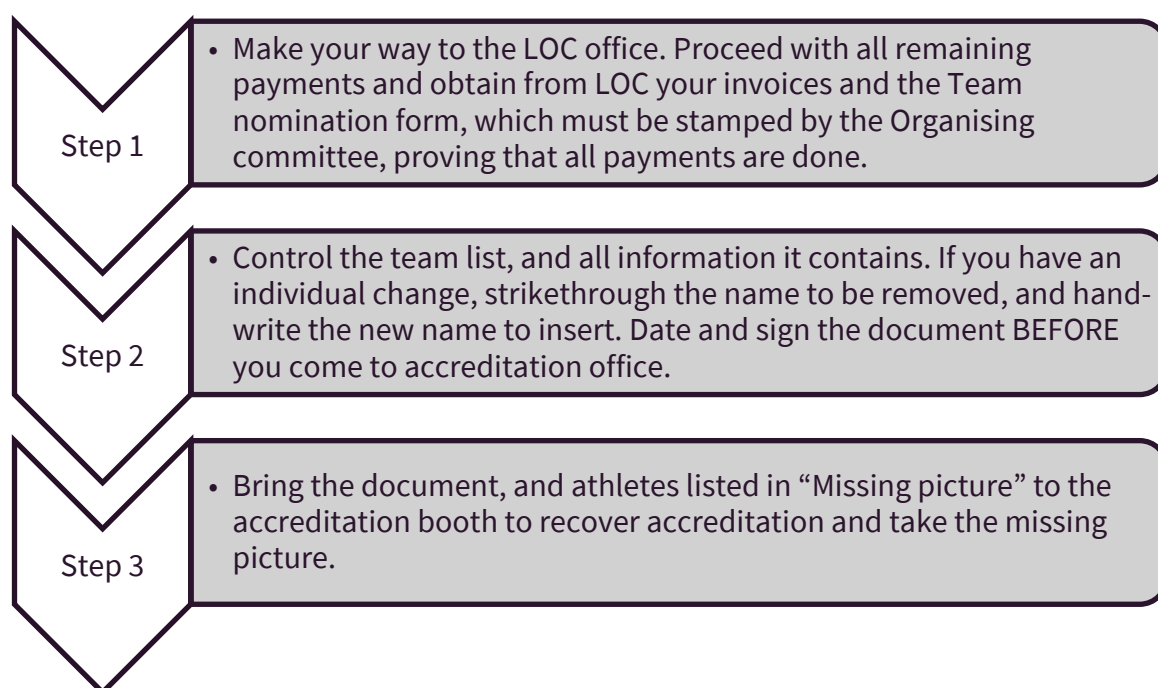 Step 1
• Make your way to the LOC office. Proceed with all remaining
payments and obtain from LOC your invoices and the Team
nomination form, which must be stamped by the Organising
committee, proving that all payments are done.
Step 2
• Control the team list, and all information it contains. If you have an
individual change, strikethrough the name to be removed, and hand-
write the new name to insert. Date and sign the document BEFORE
you come to accreditation office.
Step 3
• Bring the document, and athletes listed in “Missing picture” to the
accreditation booth to recover accreditation and take the missing
picture.